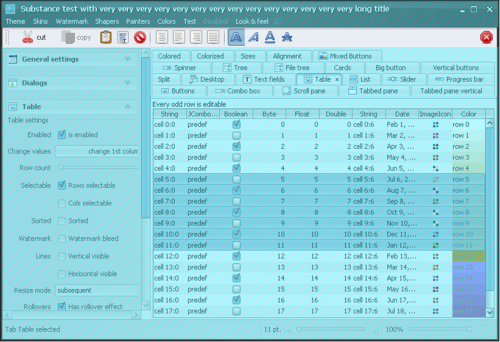 Substance test with very very very very very very very very very very very very very very long title
Theme Skins Watermark Shapers Painters Colors Test Disabled Look & feel
cut copy
General settings
Dialogs
Table
Table settings
Enabled is enabled
Change values change 1st colum
Row count
Selectable Rows selectable
Cols selectable
Sorted Sorted
Watermark Watermark bleed
Lines Vertical visible
Horizontal visible
Resize mode subsequent
Rollovers Has rollover effect
Colored Colorized Sizes Alignment Mixed Buttons
Spinner Tree File tree Cards Big button Vertical buttons
Split Desktop Text fields Table List Slider Progress bar
Buttons Combo box Scroll pane Tabbed pane Tabbed pane vertical
Every odd row is editable
String JCombo... Boolean Byte Float Double String Date ImageIcon Color
cell 0:0 predef 0 0 0 cell 0:6 Feb 1, ... row 0
cell 1:0 predef 1 1 1 cell 1:6 Mar 2, ... row 1
cell 2:0 predef 2 2 2 cell 2:6 Apr 3, ... row 2
cell 3:0 predef 3 3 3 cell 3:6 May 4, ... row 3
cell 4:0 predef 4 4 4 cell 4:6 Jun 5, ... row 4
cell 5:0 predef 5 5 5 cell 5:6 Jul 6, 2... row 5
cell 6:0 predef 6 6 6 cell 6:6 Aug 7, ... row 6
cell 7:0 predef 7 7 7 cell 7:6 Sep 8, ... row 7
cell 8:0 predef 8 8 8 cell 8:6 Oct 9, ... row 8
cell 9:0 predef 9 9 9 cell 9:6 Nov 10,... row 9
cell 10:0 predef 10 10 10 cell 10:6 Dec 11,... row 10
cell 11:0 predef 11 11 11 cell 11:6 Jan 12,... row 11
cell 12:0 predef 12 12 12 cell 12:6 Feb 13,...
cell 13:0 predef 13 13 13 cell 13:6 Mar 14,... row 13
cell 14:0 predef 14 14 14 cell 14:6 Apr 15,... row 14
cell 15:0 predef 15 15 15 cell 15:6 May 16,... row 15
cell 16:0 predef 16 16 16 cell 16:6 Jun 17,... row 16
cell 17:0 predef 17 17 17 cell 17:6 Jul 18, ... row 17
Tab Table selected 11 pt. 100%